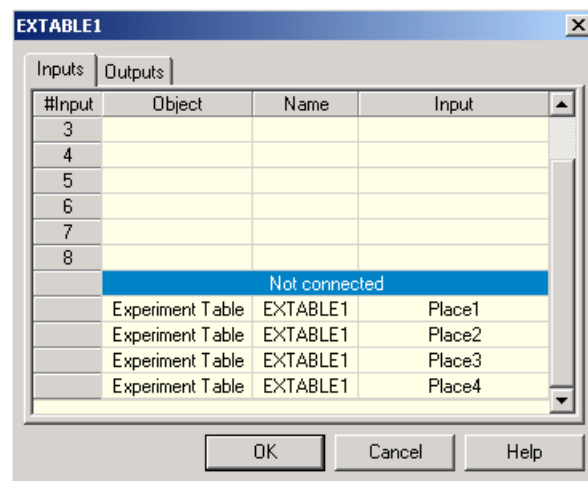 EXTABLE1
Inputs Outputs
#Input Object Name Input
3
4
5
6
7
8
Not connected
Experiment Table EXTABLE1 Place1
Experiment Table EXTABLE1 Place2
Experiment Table EXTABLE1 Place3
Experiment Table EXTABLE1 Place4
OK Cancel Help